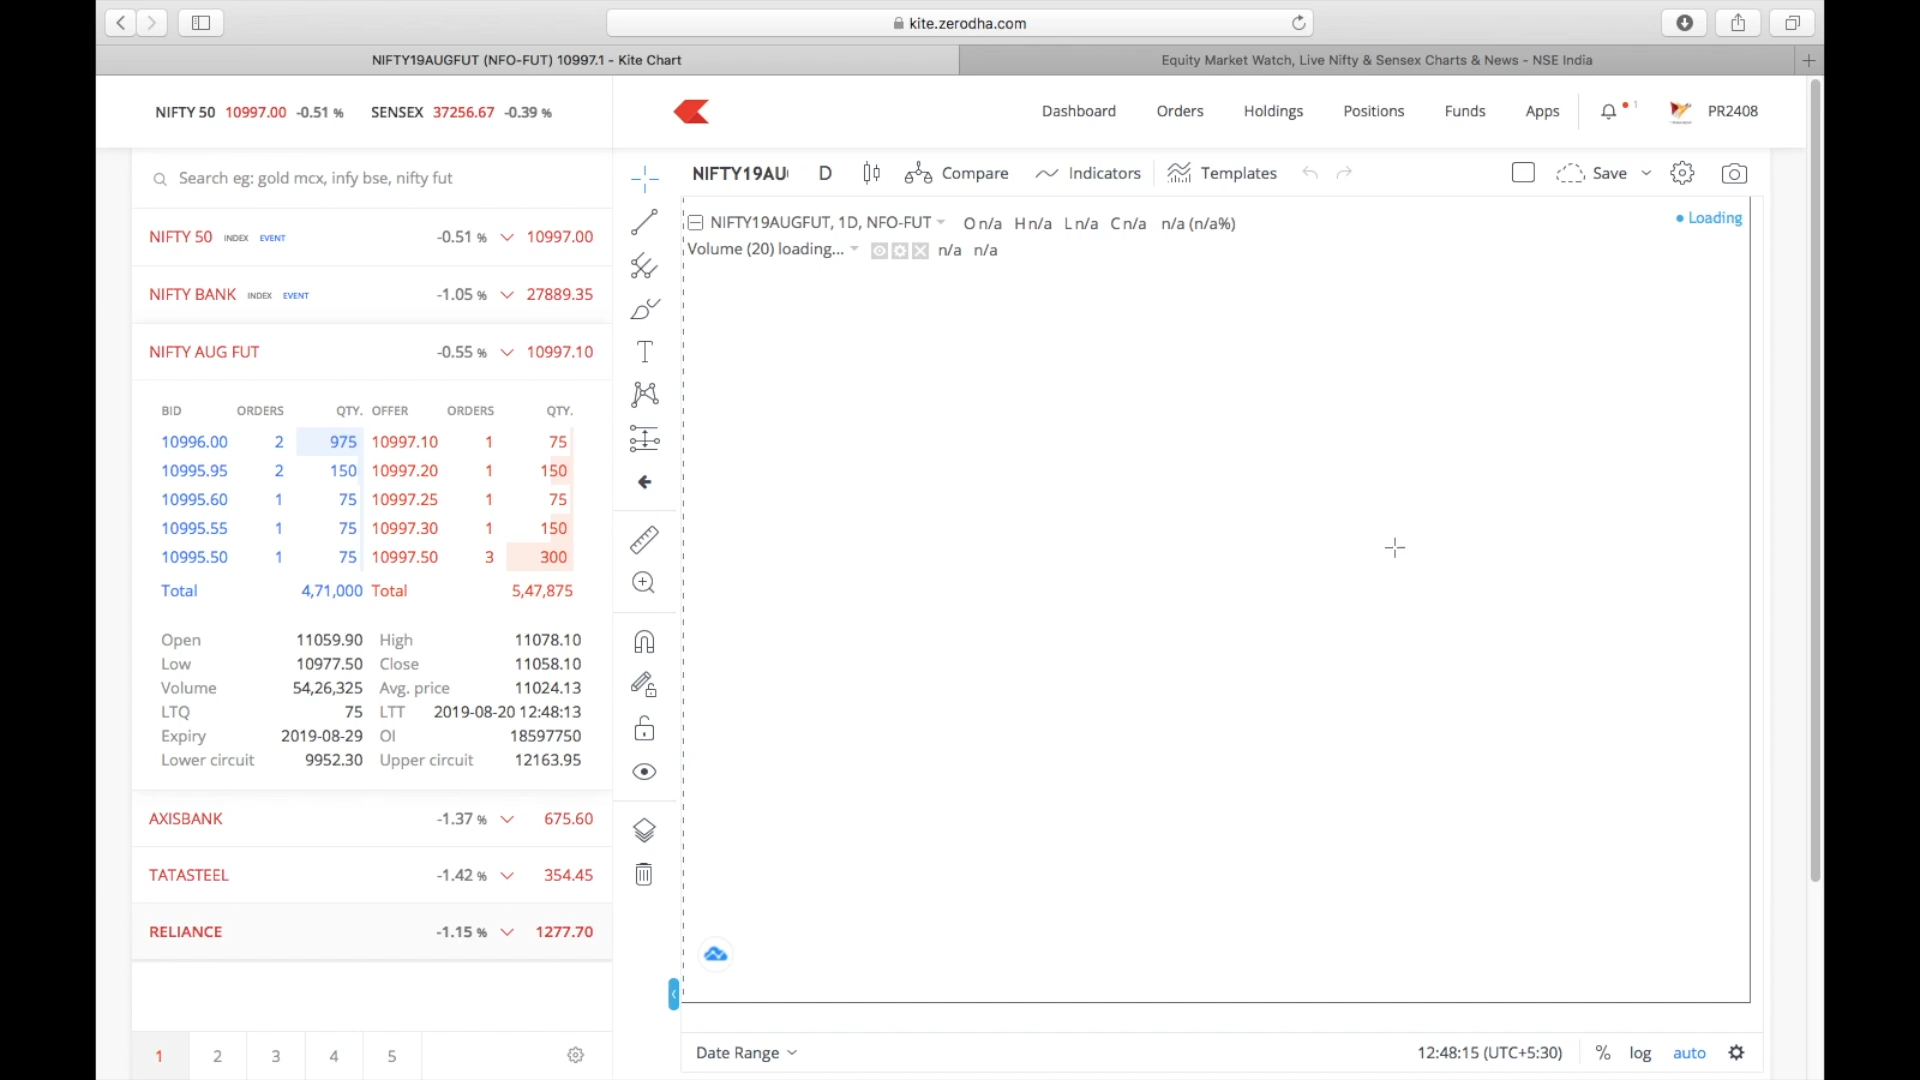 kite.zerodha.com
NIFTY19AUGFUT (NFO-FUT) 10997.1 - Kite Chart
Equity Market Watch, Live Nifty & Sensex Charts & News - NSE India
NIFTY 50 10997.00 -0.51 % SENSEX 37256.67 -0.39 %
Dashboard Orders Holdings Positions Funds Apps 1 PR2408
Search eg: gold mcx, infy bse, nifty fut
NIFTY19AU D Compare Indicators Templates Save
NIFTY 50 INDEX EVENT -0.51 % 10997.00
NIFTY BANK INDEX EVENT -1.05 % 27889.35
NIFTY AUG FUT -0.55 % 10997.10
BID ORDERS QTY. OFFER ORDERS QTY.
10996.00 2 975 10997.10 1 75
10995.95 2 150 10997.20 1 150
10995.60 1 75 10997.25 1 75
10995.55 1 75 10997.30 1 150
10995.50 1 75 10997.50 3 300
Total 4,71,000 Total 5,47,875
Open 11059.90 High 11078.10
Low 10977.50 Close 11058.10
Volume 54,26,325 Avg. price 11024.13
LTQ 75 LTT 2019-08-20 12:48:13
Expiry 2019-08-29 OI 18597750
Lower circuit 9952.30 Upper circuit 12163.95
AXISBANK -1.37 % 675.60
TATASTEEL -1.42 % 354.45
RELIANCE -1.15 % 1277.70
1 2 3 4 5
NIFTY19AUGFUT, 1D, NFO-FUT O n/a H n/a L n/a C n/a n/a (n/a%)
Loading
Volume (20) loading... n/a n/a
Date Range 12:48:15 (UTC+5:30) % log auto